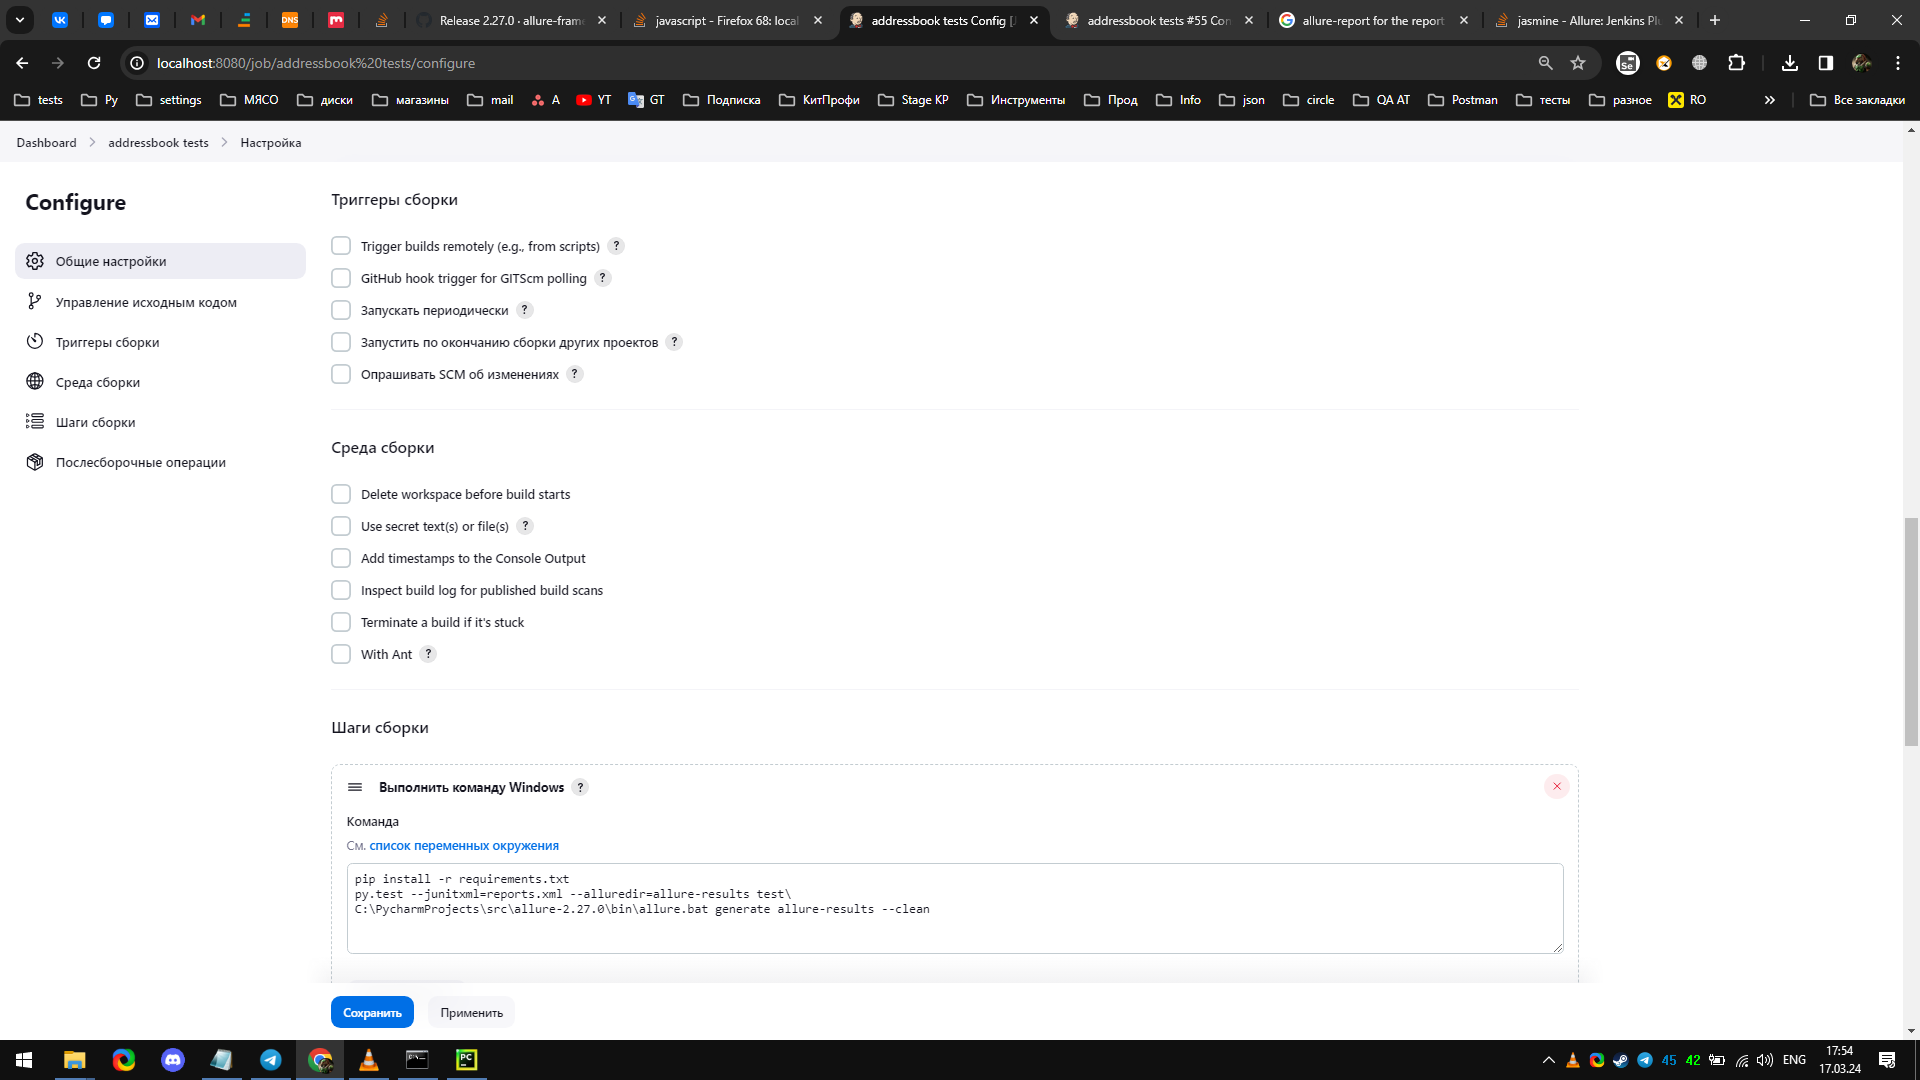 Release 2.27.0 · allure-frame
javascript - Firefox 68: local
addressbook tests Config [J
addressbook tests #55 Con
allure-report for the report
jasmine - Allure: Jenkins Pl
localhost:8080/job/addressbook%20tests/configure
tests
Py
settings
МЯСО
диски
магазины
mail
A
YT
GT
Подписка
КитПрофи
Stage KP
Инструменты
Прод
Info
json
circle
QA AT
Postman
тесты
разное
RO
Все закладки
Dashboard
addressbook tests
Настройка
Configure
Общие настройки
Управление исходным кодом
Триггеры сборки
Среда сборки
Шаги сборки
Послесборочные операции
Триггеры сборки
Trigger builds remotely (e.g., from scripts) ?
GitHub hook trigger for GITScm polling ?
Запускать периодически ?
Запустить по окончанию сборки других проектов ?
Опрашивать SCM об изменениях ?
Среда сборки
Delete workspace before build starts
Use secret text(s) or file(s) ?
Add timestamps to the Console Output
Inspect build log for published build scans
Terminate a build if it's stuck
With Ant ?
Шаги сборки
Выполнить команду Windows ?
Команда
См. список переменных окружения
pip install -r requirements.txt
py.test --junitxml=reports.xml --alluredir=allure-results test\
C:\PycharmProjects\src\allure-2.27.0\bin\allure.bat generate allure-results --clean
Сохранить
Применить
45
42
ENG
17:54
17.03.24